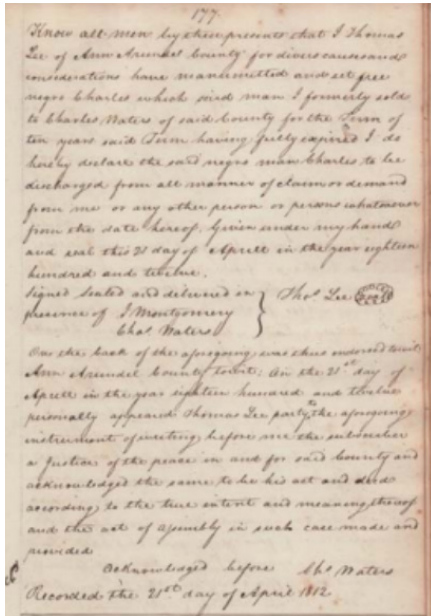 177
Know all men by these presents that I Thomas
Lee of Ann Arundel County for divers causes and
considerations have manumitted and set free
negro Charles which said man I formerly sold
to Charles Waters of said County for the Term of
ten years said Term having fully expired I do
hereby declare the said negro man Charles to be
discharged from all manner of claim or demand
from me or any other person or persons whatsoever
from the date hereof, Given under my hand
and seal this 21 day of Aprill in the year eighteen
hundred and twelve.
Signed sealed and delivered in } Thos Lee Seal
presence of J Montgomery
Chas Waters
On the back of the aforegoing was thus endorsed towit
Ann Arundel County towit: On the 21st day of
Aprill in the year eighteen hundred and twelve
personally appeared Thomas Lee party to the aforegoing
instrument of writing before me the subscriber
a Justice of the peace in and for said County and
acknowledged the same to be his act and deed
according to the true intent and meaning thereof
and the act of assembly in such case made and
provided
acknowledged before Chs Waters
Recorded the 21st day of April 1812